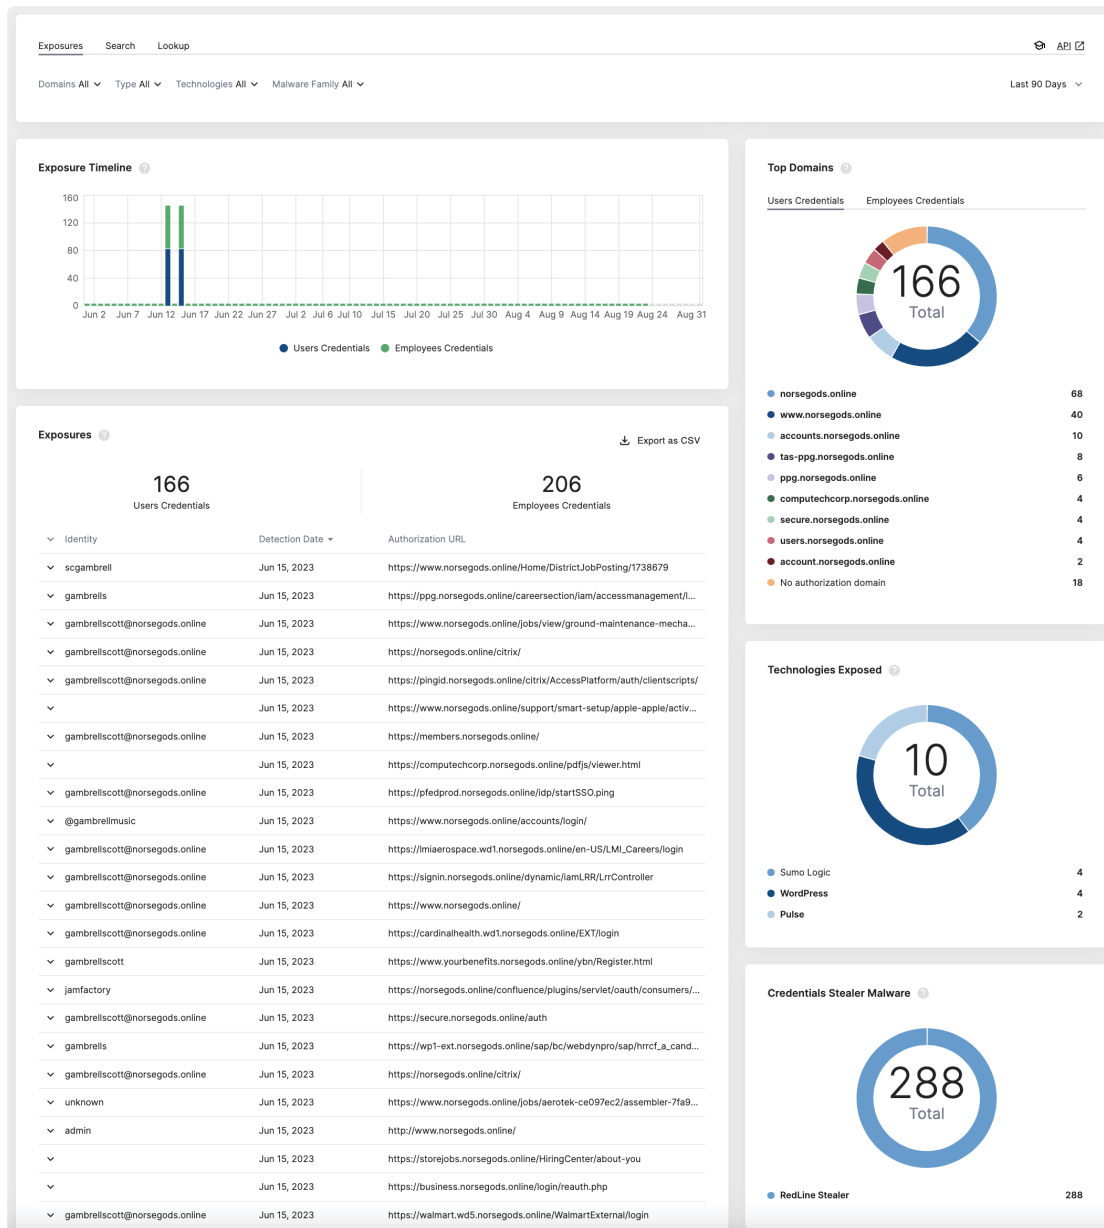 Exposures Search Lookup API
Domains All Type All Technologies All Malware Family All Last 90 Days
Exposure Timeline
160
120
80
40
0
Jun 2 Jun 7 Jun 12 Jun 17 Jun 22 Jun 27 Jul 2 Jul 6 Jul 10 Jul 15 Jul 20 Jul 25 Jul 30 Aug 4 Aug 9 Aug 14 Aug 19 Aug 24 Aug 31
Users Credentials Employees Credentials
Exposures
Export as CSV
166 206
Users Credentials Employees Credentials
Identity Detection Date Authorization URL
scgambrell Jun 15, 2023 https://www.norsegods.online/Home/DistrictJobPosting/1738679
gambrells Jun 15, 2023 https://ppg.norsegods.online/careersection/iam/accessmanagement/l...
gambrellscott@norsegods.online Jun 15, 2023 https://www.norsegods.online/jobs/view/ground-maintenance-mecha...
gambrellscott@norsegods.online Jun 15, 2023 https://norsegods.online/citrix/
gambrellscott@norsegods.online Jun 15, 2023 https://pingid.norsegods.online/citrix/AccessPlatform/auth/clientscripts/
Jun 15, 2023 https://www.norsegods.online/support/smart-setup/apple-apple/activ...
gambrellscott@norsegods.online Jun 15, 2023 https://members.norsegods.online/
Jun 15, 2023 https://computechcorp.norsegods.online/pdfjs/viewer.html
gambrellscott@norsegods.online Jun 15, 2023 https://pfedprod.norsegods.online/idp/startSSO.ping
@gambrellmusic Jun 15, 2023 https://www.norsegods.online/accounts/login/
gambrellscott@norsegods.online Jun 15, 2023 https://lmiaerospace.wd1.norsegods.online/en-US/LMI_Careers/login
gambrellscott@norsegods.online Jun 15, 2023 https://signin.norsegods.online/dynamic/iamLRR/LrrController
gambrellscott@norsegods.online Jun 15, 2023 https://www.norsegods.online/
gambrellscott@norsegods.online Jun 15, 2023 https://cardinalhealth.wd1.norsegods.online/EXT/login
gambrellscott Jun 15, 2023 https://www.yourbenefits.norsegods.online/ybn/Register.html
jamfactory Jun 15, 2023 https://norsegods.online/confluence/plugins/servlet/oauth/consumers/...
gambrellscott@norsegods.online Jun 15, 2023 https://secure.norsegods.online/auth
gambrells Jun 15, 2023 https://wp1-ext.norsegods.online/sap/bc/webdynpro/sap/hrrcf_a_cand...
gambrellscott@norsegods.online Jun 15, 2023 https://norsegods.online/citrix/
unknown Jun 15, 2023 https://www.norsegods.online/jobs/aerotek-ce097ec2/assembler-7fa9...
admin Jun 15, 2023 http://www.norsegods.online/
Jun 15, 2023 https://storejobs.norsegods.online/HiringCenter/about-you
Jun 15, 2023 https://business.norsegods.online/login/reauth.php
gambrellscott@norsegods.online Jun 15, 2023 https://walmart.wd5.norsegods.online/WalmartExternal/login
Top Domains
Users Credentials Employees Credentials
166
Total
norsegods.online 68
www.norsegods.online 40
accounts.norsegods.online 10
tas-ppg.norsegods.online 8
ppg.norsegods.online 6
computechcorp.norsegods.online 4
secure.norsegods.online 4
users.norsegods.online 4
account.norsegods.online 2
No authorization domain 18
Technologies Exposed
10
Total
Sumo Logic 4
WordPress 4
Pulse 2
Credentials Stealer Malware
288
Total
RedLine Stealer 288